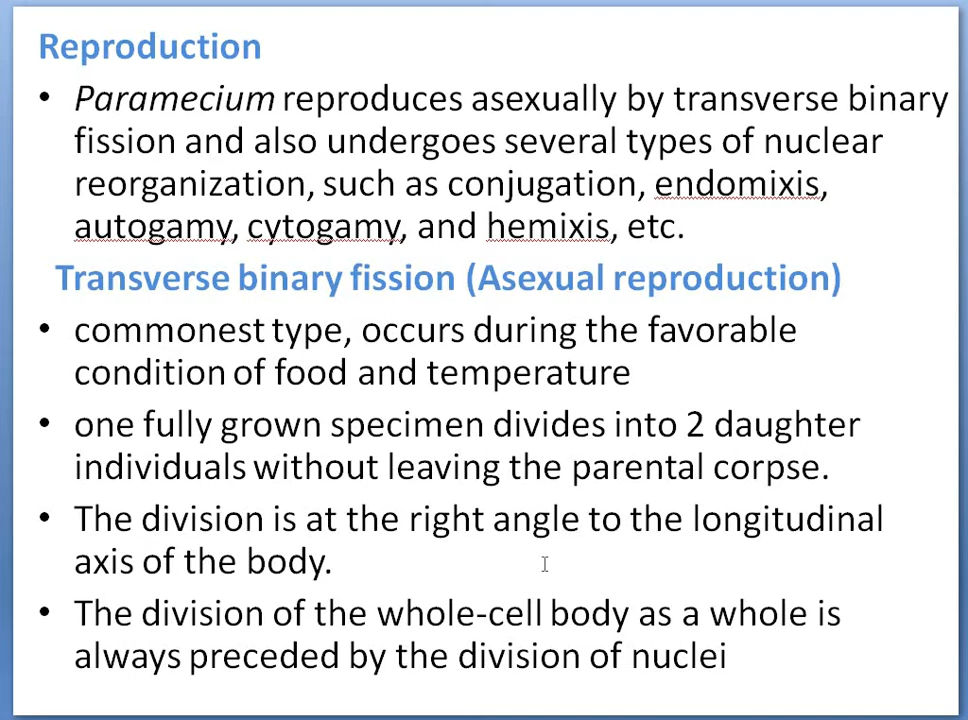 Reproduction
• Paramecium reproduces asexually by transverse binary
fission and also undergoes several types of nuclear
reorganization, such as conjugation, endomixis,
autogamy, cytogamy, and hemixis, etc.
Transverse binary fission (Asexual reproduction)
• commonest type, occurs during the favorable
condition of food and temperature
• one fully grown specimen divides into 2 daughter
individuals without leaving the parental corpse.
• The division is at the right angle to the longitudinal
axis of the body.
• The division of the whole-cell body as a whole is
always preceded by the division of nuclei